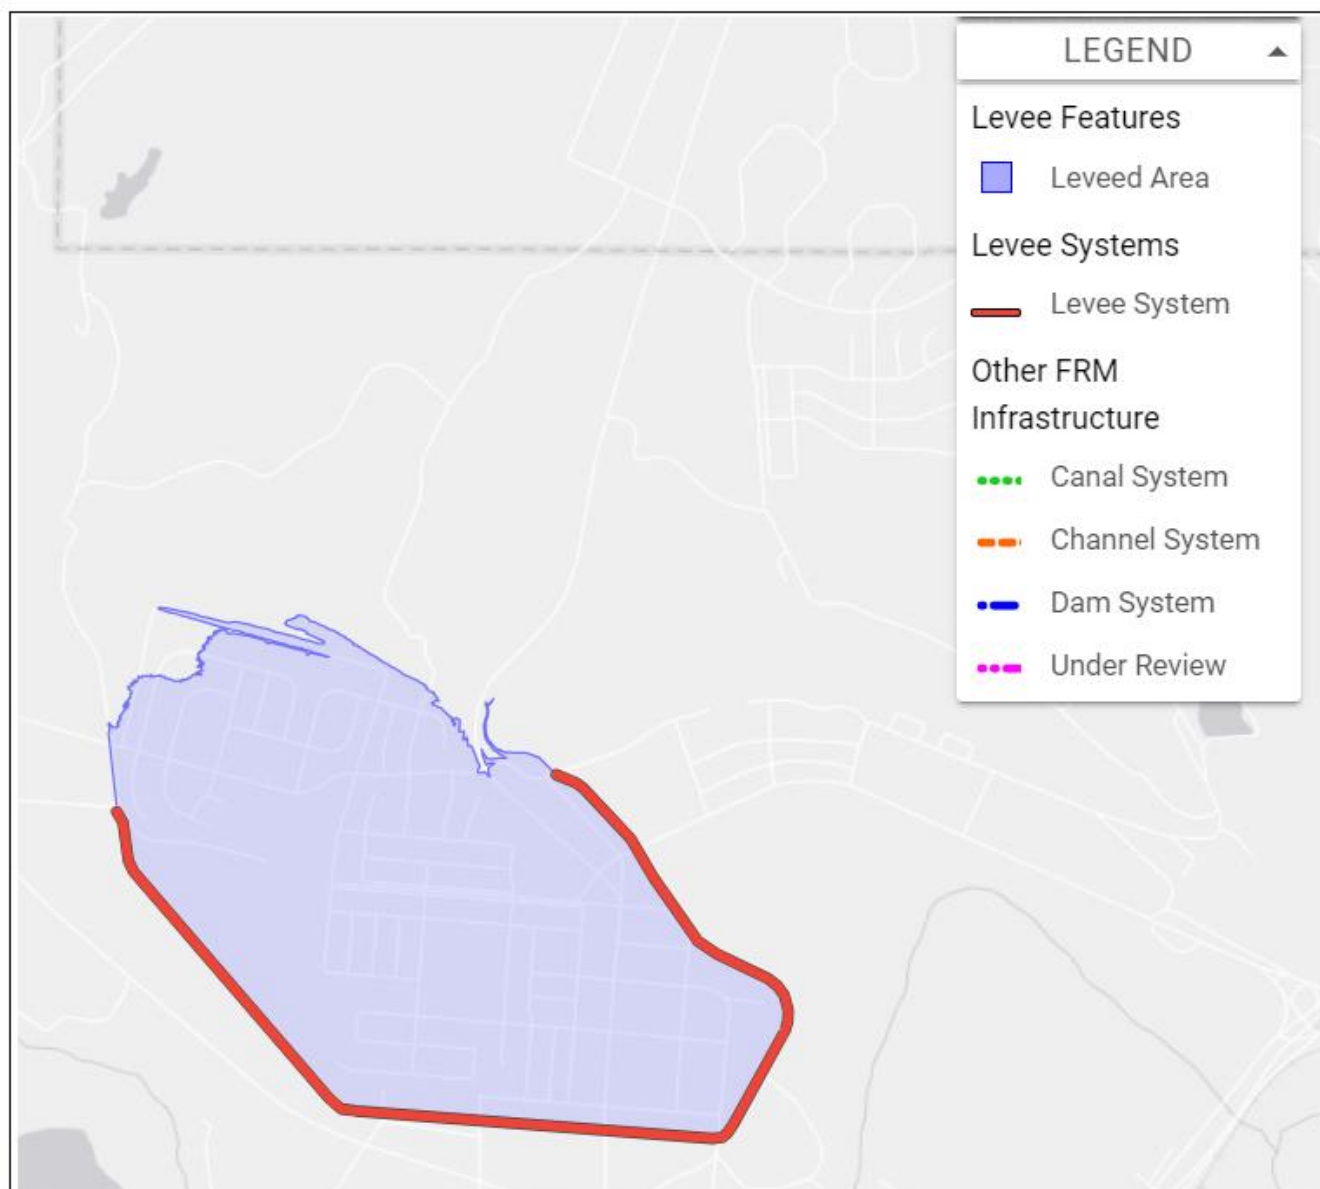 LEGEND
Levee Features
Leveed Area
Levee Systems
Levee System
Other FRM
Infrastructure
Canal System
Channel System
Dam System
Under Review